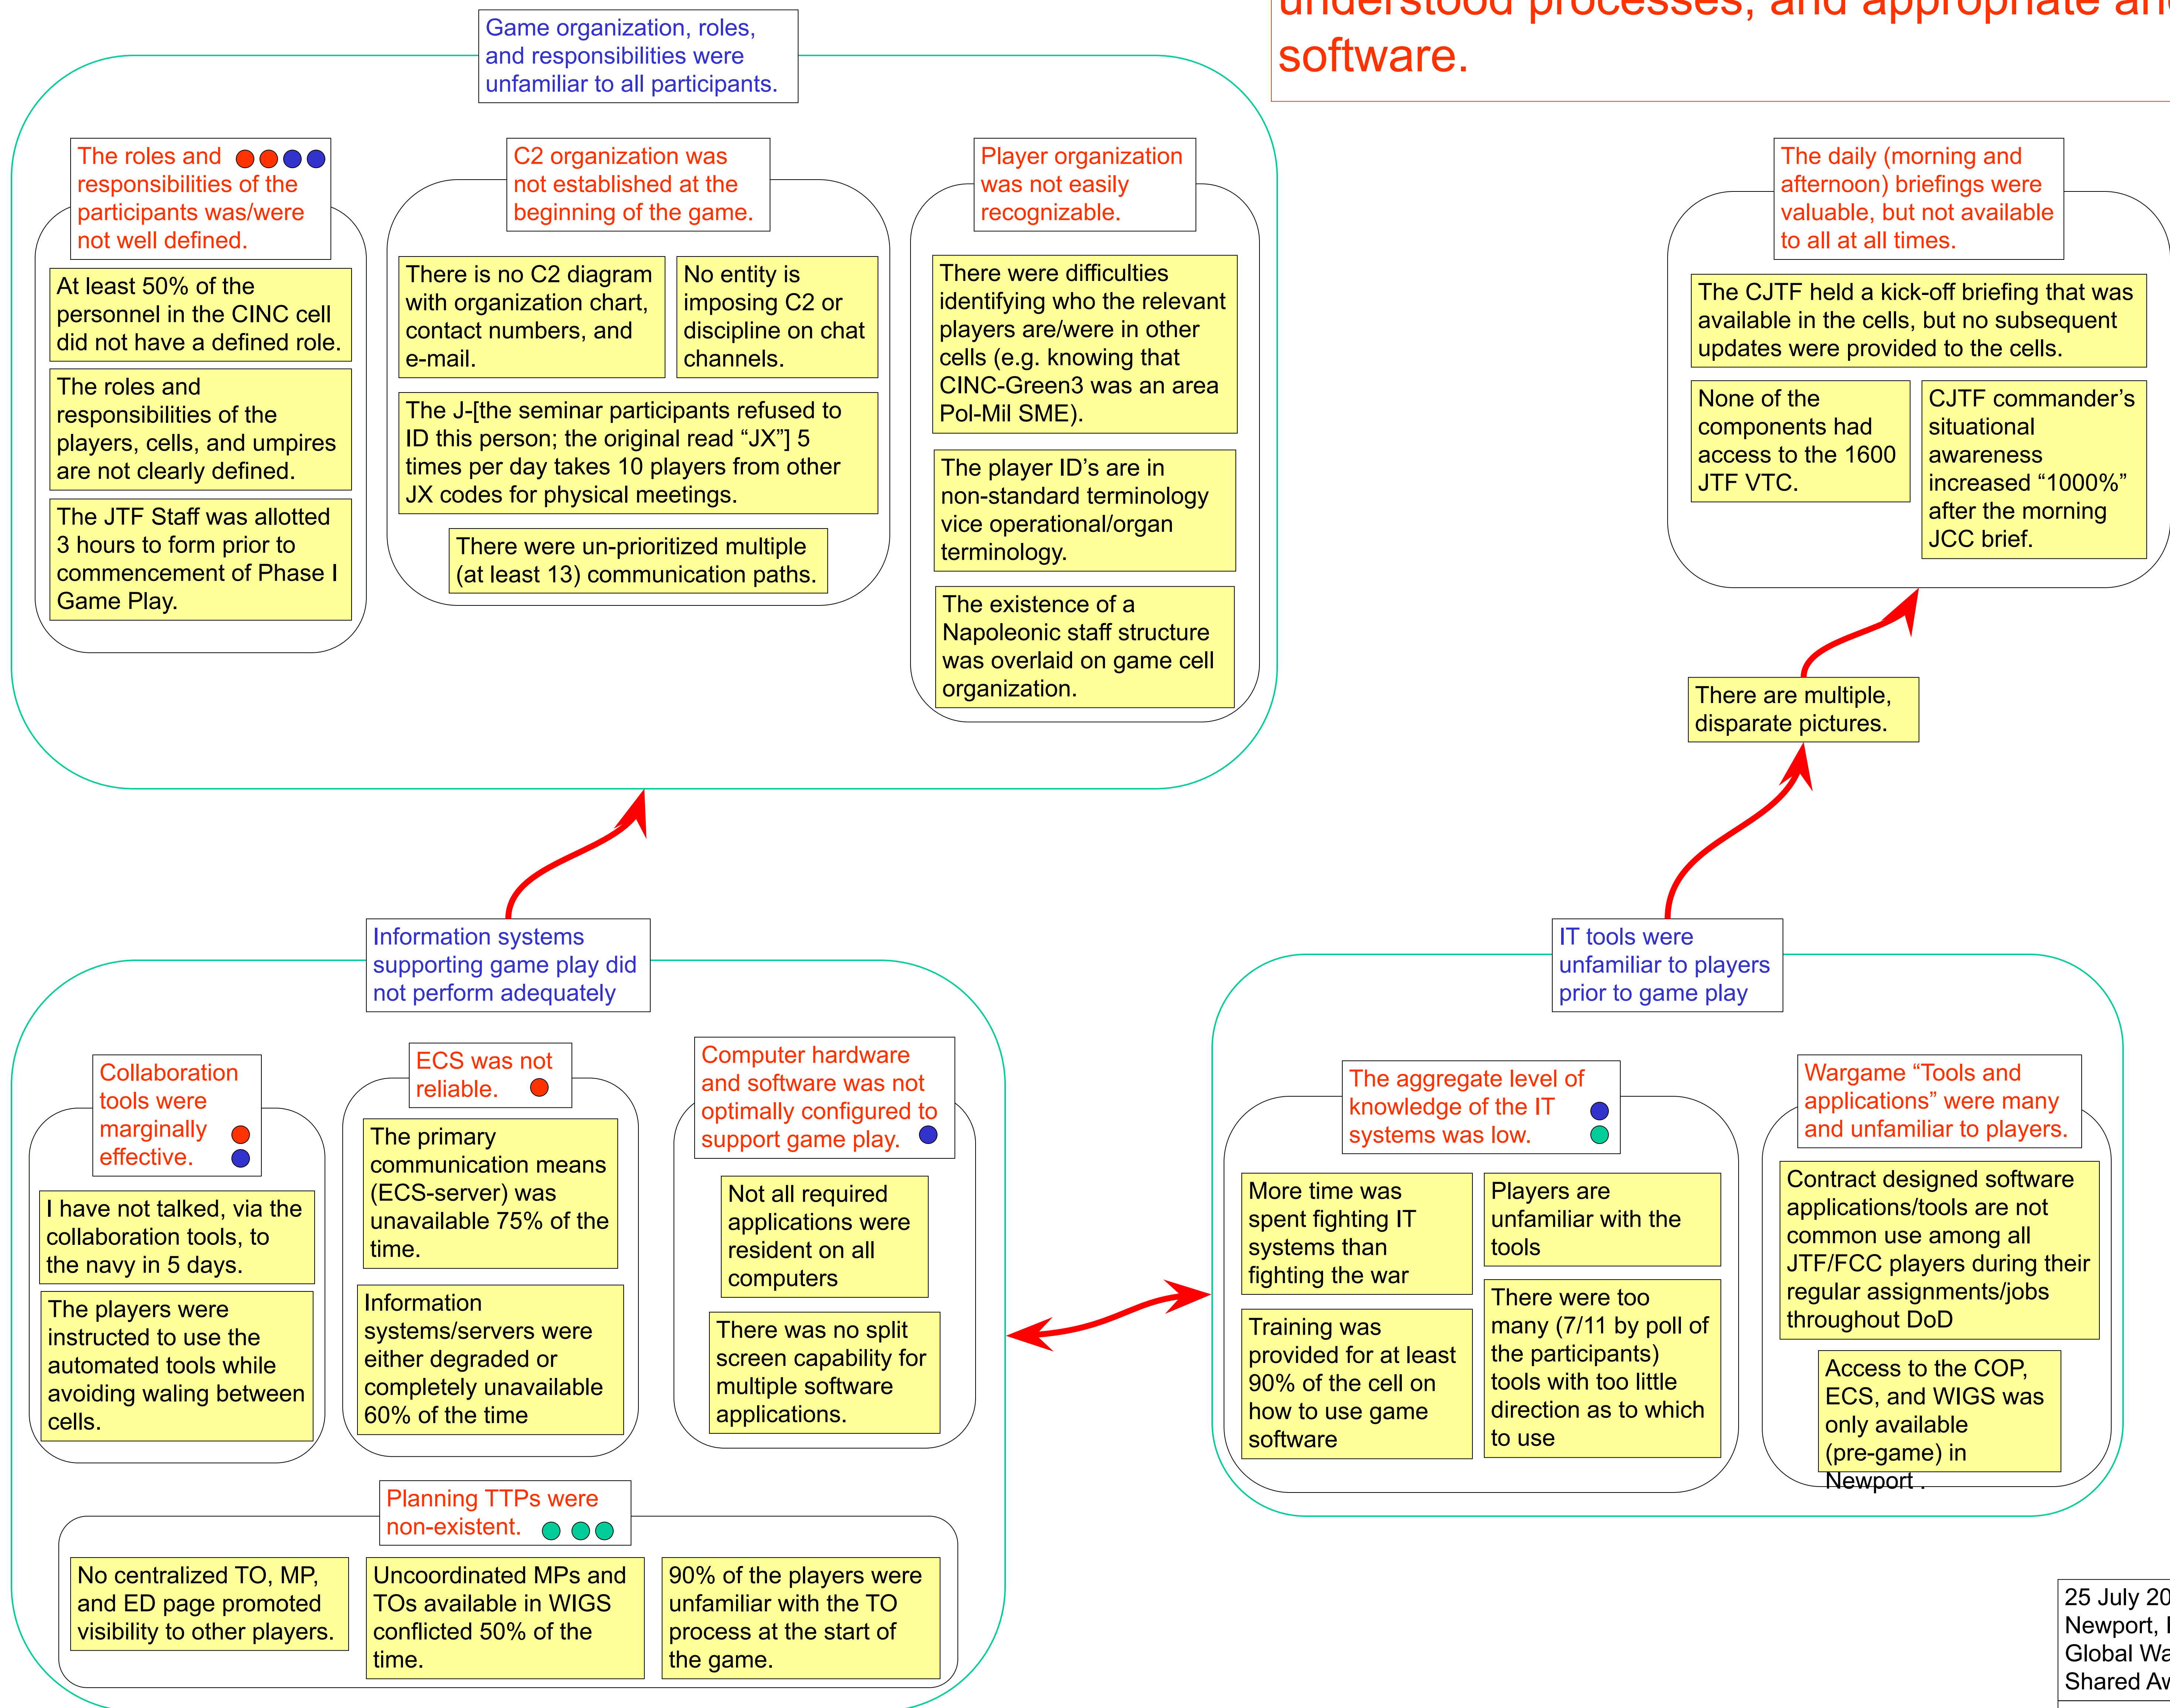 understood processes, and appropriate and
software.
Game organization, roles,
and responsibilities were
unfamiliar to all participants.
The roles and
responsibilities of the
participants was/were
not well defined.
At least 50% of the
personnel in the CINC cell
did not have a defined role.
The roles and
responsibilities of the
players, cells, and umpires
are not clearly defined.
The JTF Staff was allotted
3 hours to form prior to
commencement of Phase I
Game Play.
C2 organization was
not established at the
beginning of the game.
There is no C2 diagram
with organization chart,
contact numbers, and
e-mail.
No entity is
imposing C2 or
discipline on chat
channels.
The J-[the seminar participants refused to
ID this person; the original read “JX”] 5
times per day takes 10 players from other
JX codes for physical meetings.
There were un-prioritized multiple
(at least 13) communication paths.
Player organization
was not easily
recognizable.
There were difficulties
identifying who the relevant
players are/were in other
cells (e.g. knowing that
CINC-Green3 was an area
Pol-Mil SME).
The player ID’s are in
non-standard terminology
vice operational/organ
terminology.
The existence of a
Napoleonic staff structure
was overlaid on game cell
organization.
The daily (morning and
afternoon) briefings were
valuable, but not available
to all at all times.
The CJTF held a kick-off briefing that was
available in the cells, but no subsequent
updates were provided to the cells.
None of the
components had
access to the 1600
JTF VTC.
CJTF commander’s
situational
awareness
increased “1000%”
after the morning
JCC brief.
There are multiple,
disparate pictures.
Information systems
supporting game play did
not perform adequately
Collaboration
tools were
marginally
effective.
I have not talked, via the
collaboration tools, to
the navy in 5 days.
The players were
instructed to use the
automated tools while
avoiding waling between
cells.
ECS was not
reliable.
The primary
communication means
(ECS-server) was
unavailable 75% of the
time.
Information
systems/servers were
either degraded or
completely unavailable
60% of the time
Computer hardware
and software was not
optimally configured to
support game play.
Not all required
applications were
resident on all
computers
There was no split
screen capability for
multiple software
applications.
Planning TTPs were
non-existent.
No centralized TO, MP,
and ED page promoted
visibility to other players.
Uncoordinated MPs and
TOs available in WIGS
conflicted 50% of the
time.
90% of the players were
unfamiliar with the TO
process at the start of
the game.
IT tools were
unfamiliar to players
prior to game play
The aggregate level of
knowledge of the IT
systems was low.
More time was
spent fighting IT
systems than
fighting the war
Players are
unfamiliar with the
tools
Training was
provided for at least
90% of the cell on
how to use game
software
There were too
many (7/11 by poll of
the participants)
tools with too little
direction as to which
to use
Wargame “Tools and
applications” were many
and unfamiliar to players.
Contract designed software
applications/tools are not
common use among all
JTF/FCC players during their
regular assignments/jobs
throughout DoD
Access to the COP,
ECS, and WIGS was
only available
(pre-game) in
Newport .
25 July 20
Newport,
Global
Shared